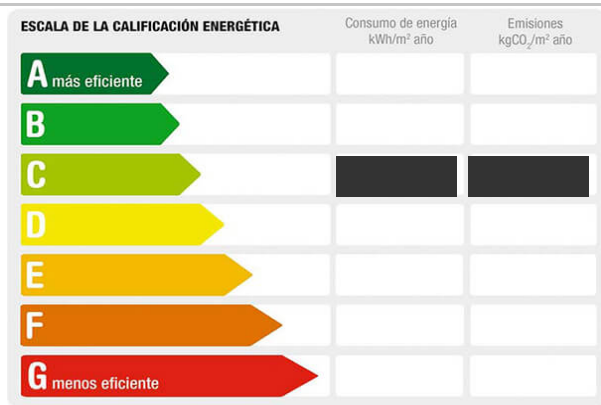 ESCALA DE LA CALIFICACIÓN ENERGÉTICA
Consumo de energía
kWh/m² año
Emisiones
kgCO₂/m² año
A más eficiente
B
C
D
E
F
G menos eficiente